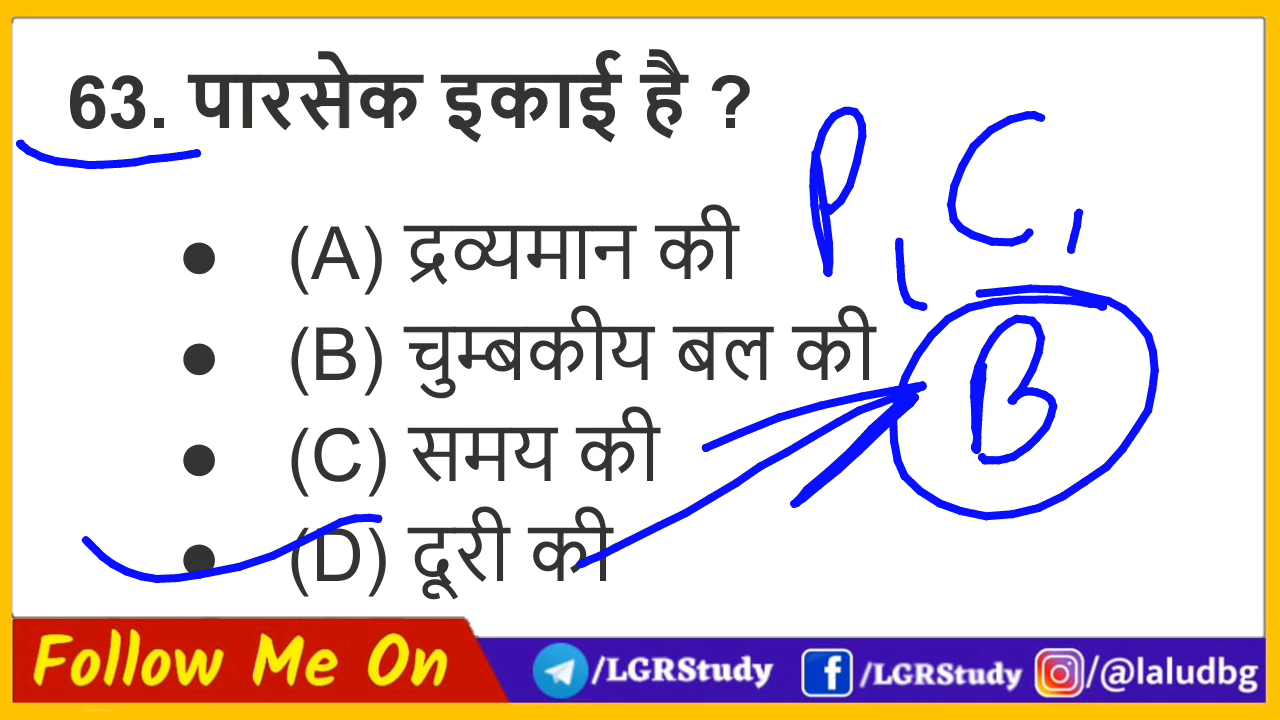 63. पारसेक इकाई है ?
P, C,
• (A) द्रव्यमान की
• (B) चुम्बकीय बल की
B
• (C) समय की
• (D) दूरी की
Follow Me On
/LGRStudy /LGRStudy /@laludbg